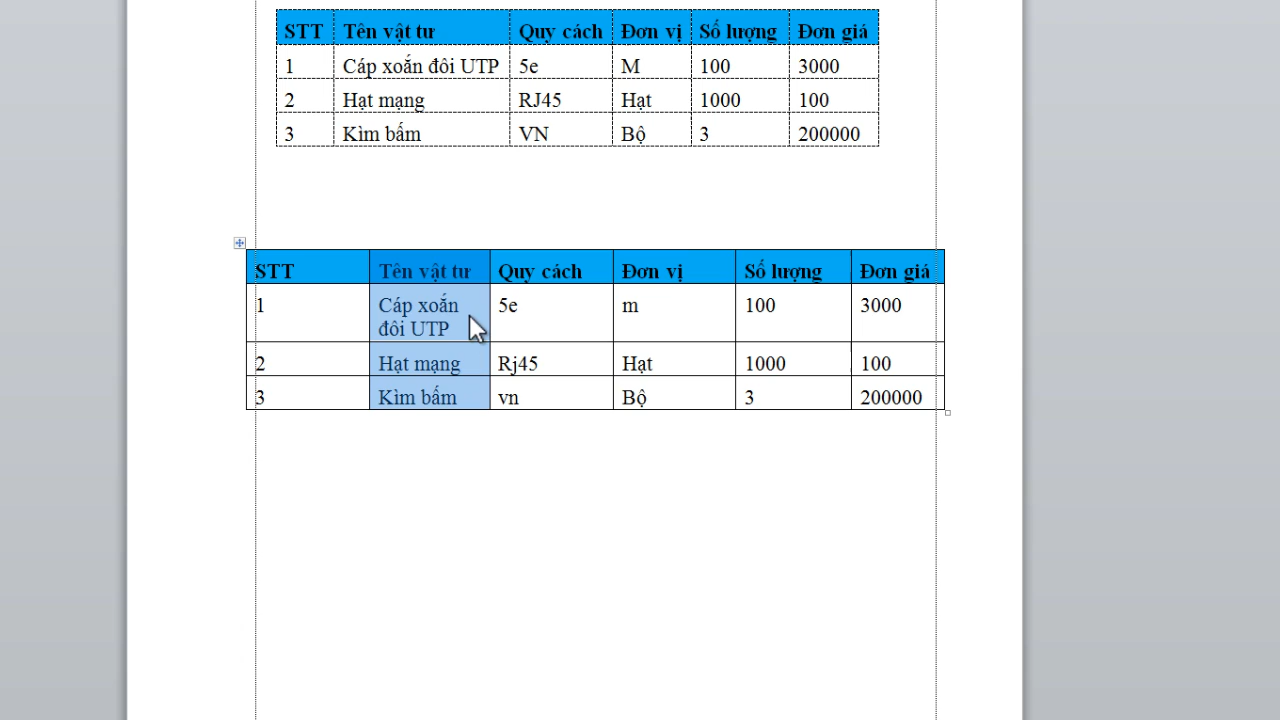 STT Tên vật tư Quy cách Đơn vị Số lượng Đơn giá
1 Cáp xoắn đôi UTP 5e M 100 3000
2 Hạt mạng RJ45 Hạt 1000 100
3 Kìm bấm VN Bộ 3 200000
STT Tên vật tư Quy cách Đơn vị Số lượng Đơn giá
1 Cáp xoắn 5e m 100 3000
đôi UTP
2 Hạt mạng Rj45 Hạt 1000 100
3 Kìm bấm vn Bộ 3 200000